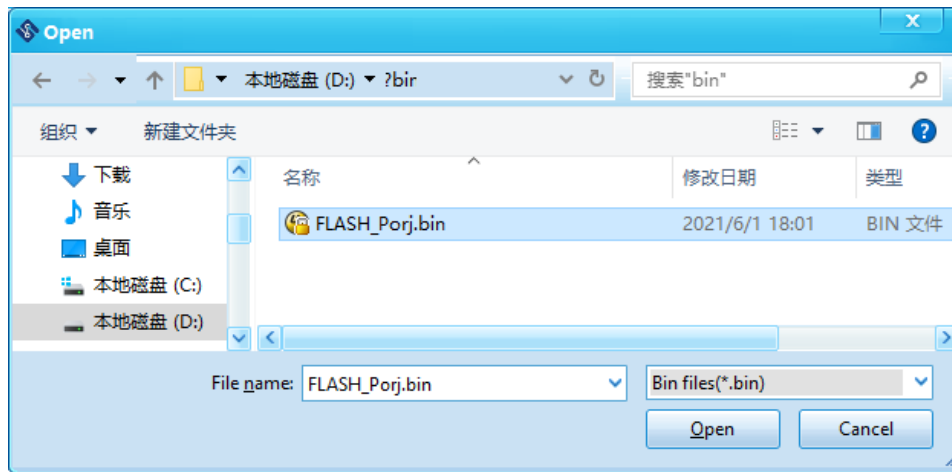 Open
本地磁盘 (D:) ?bir 搜索"bin"
组织 新建文件夹
下载
音乐
桌面
本地磁盘 (C:)
本地磁盘 (D:)
名称 修改日期 类型
FLASH_Porj.bin 2021/6/1 18:01 BIN 文件
File name: FLASH_Porj.bin Bin files(*.bin)
Open Cancel